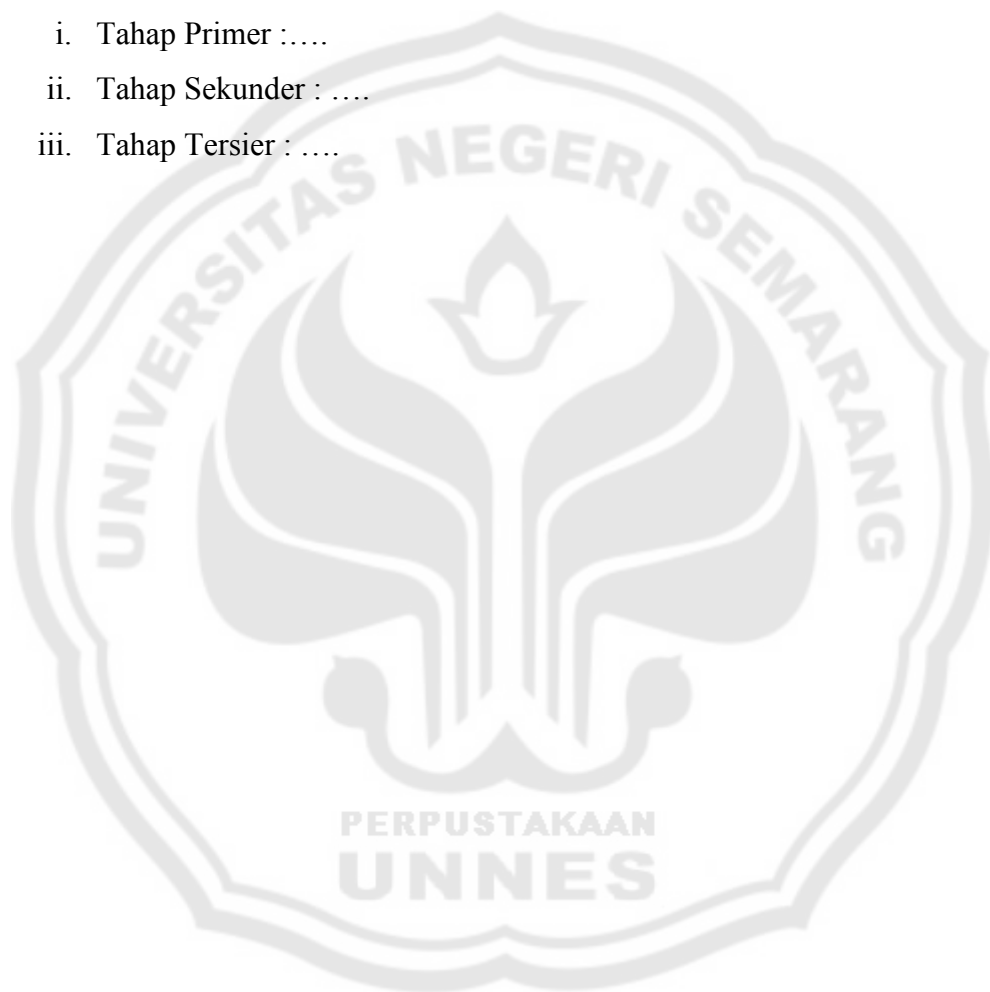 i. Tahap Primer :….
ii. Tahap Sekunder : ….
iii. Tahap Tersier : ….
UNIVERSITAS NEGERI SEMARANG
PERPUSTAKAAN
UNNES